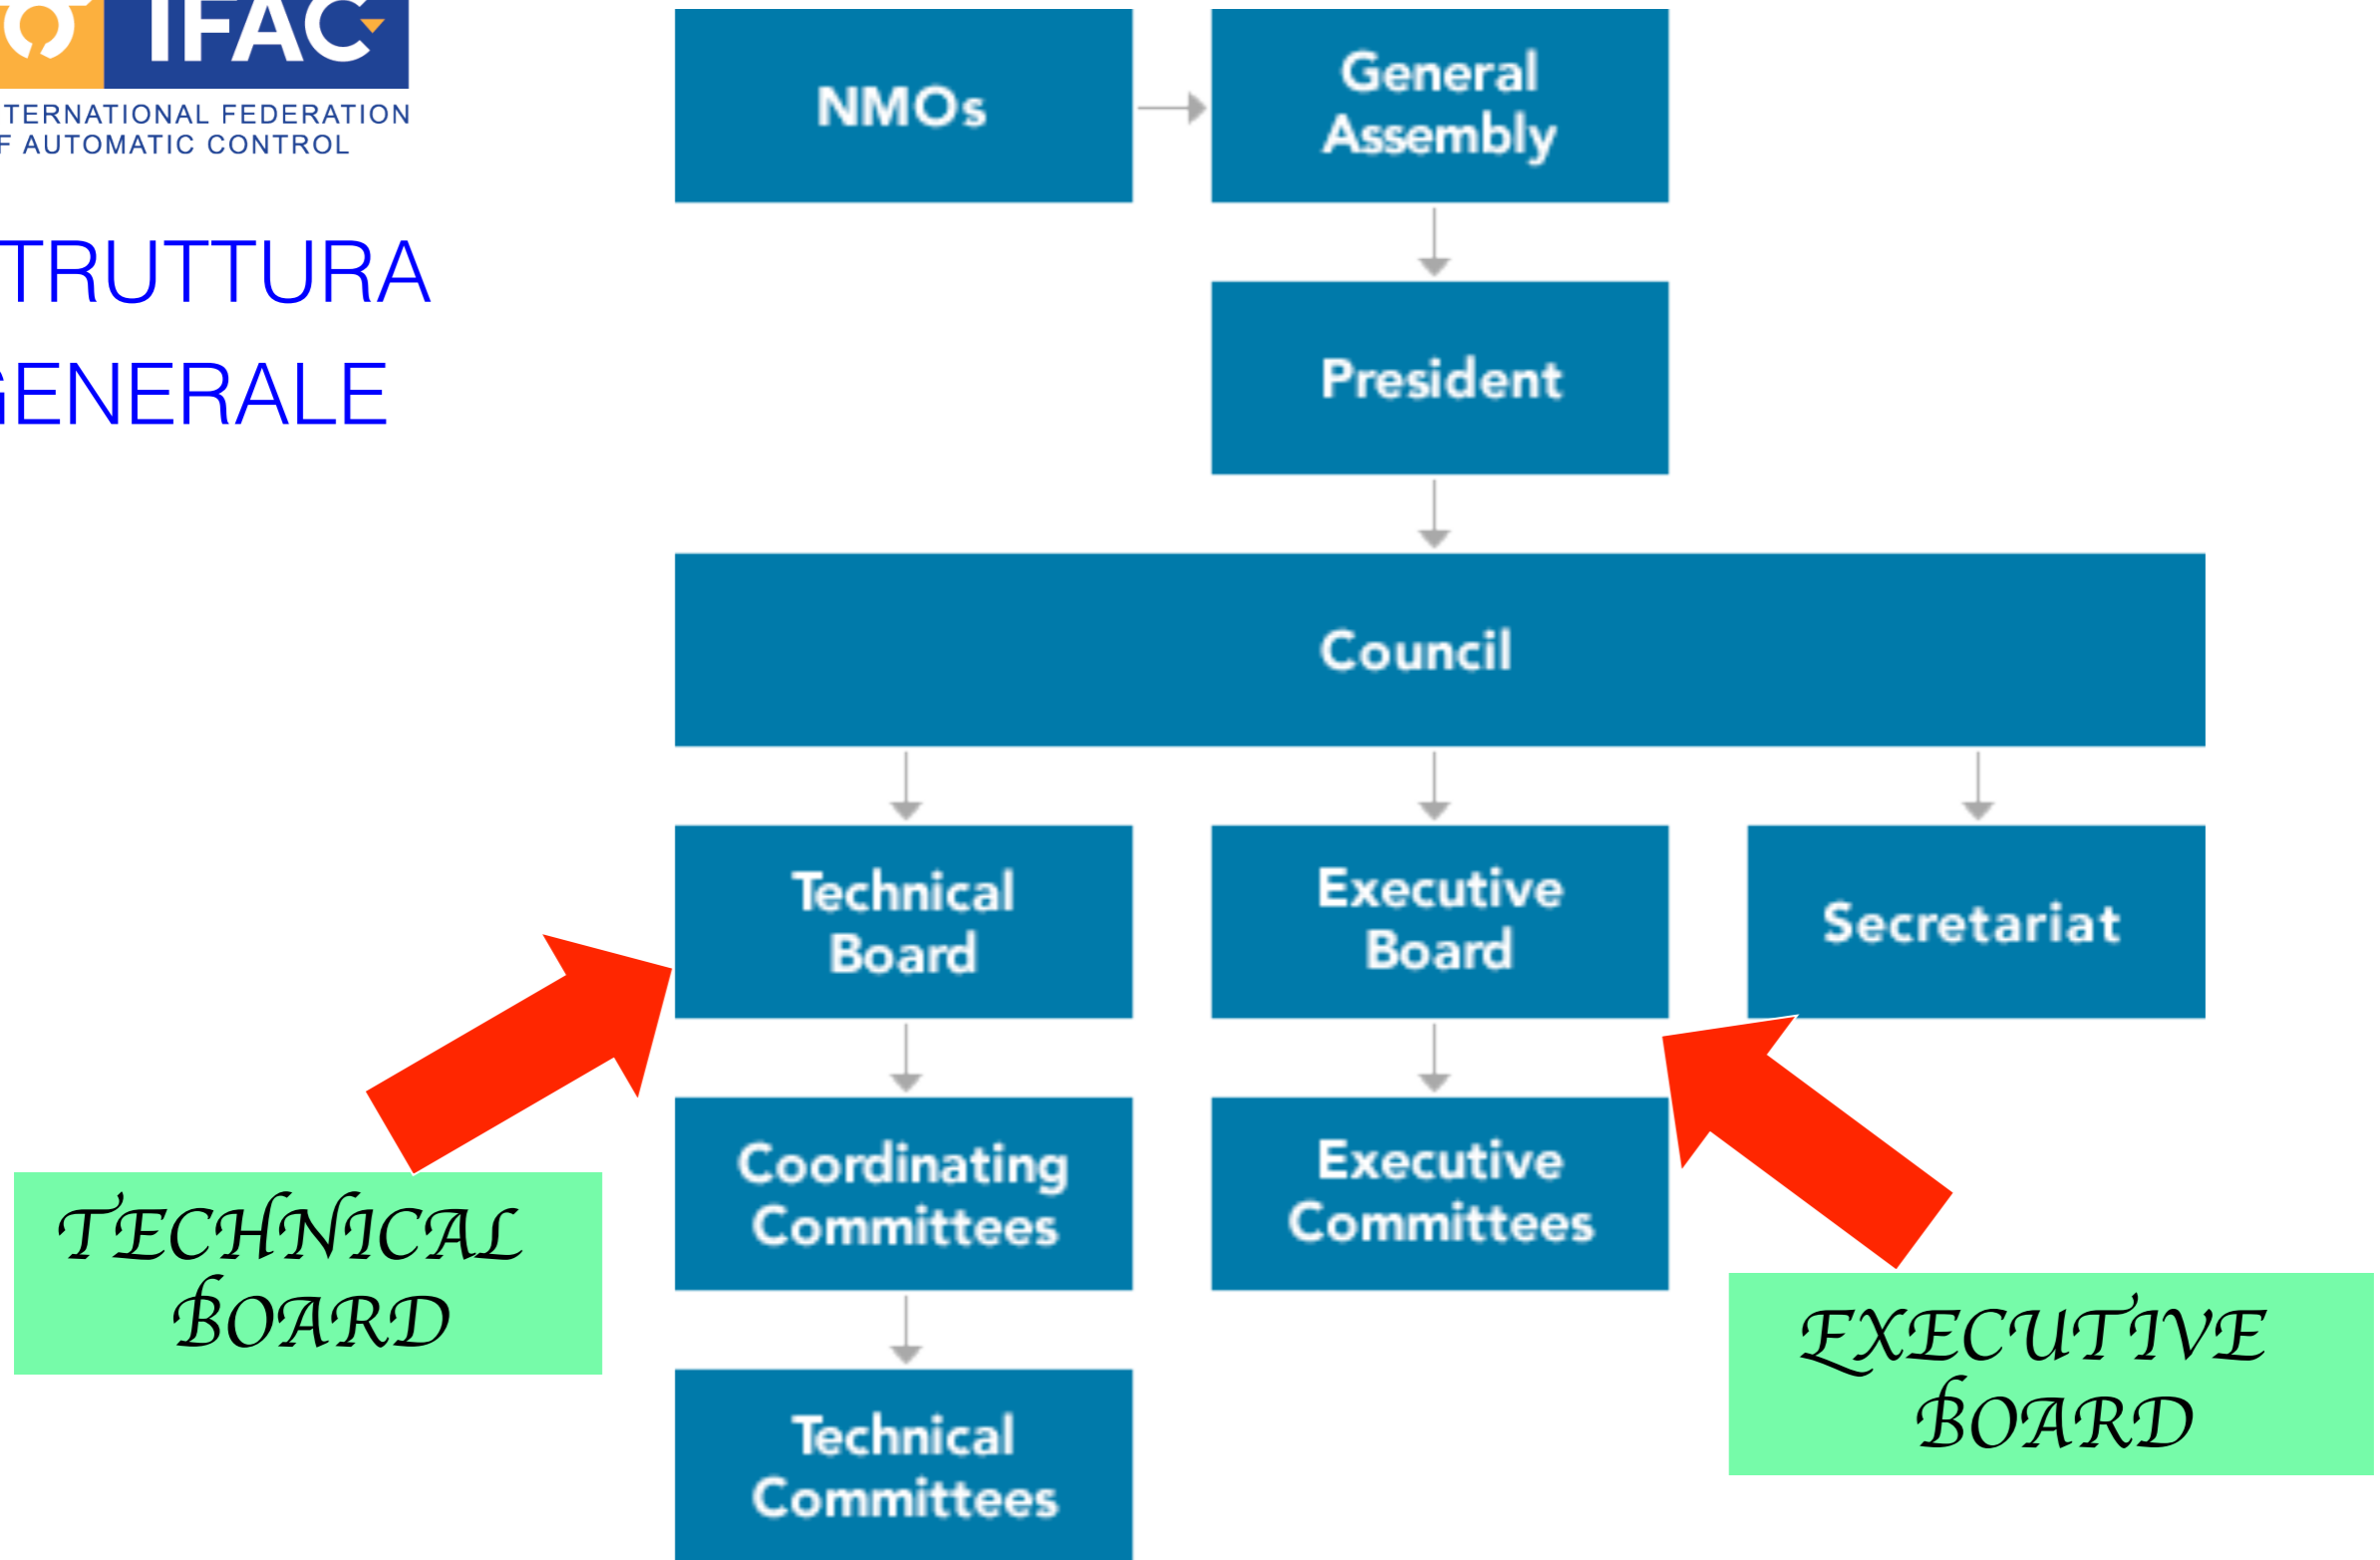 IFAC
TERNATIONAL FEDERATION
F AUTOMATIC CONTROL
TRUTTURA
GENERALE
NMOs
General
Assembly
President
Council
Technical
Board
Executive
Board
Secretariat
Coordinating
Committees
Executive
Committees
Technical
Committees
TECHNICAL
BOARD
EXECUTIVE
BOARD